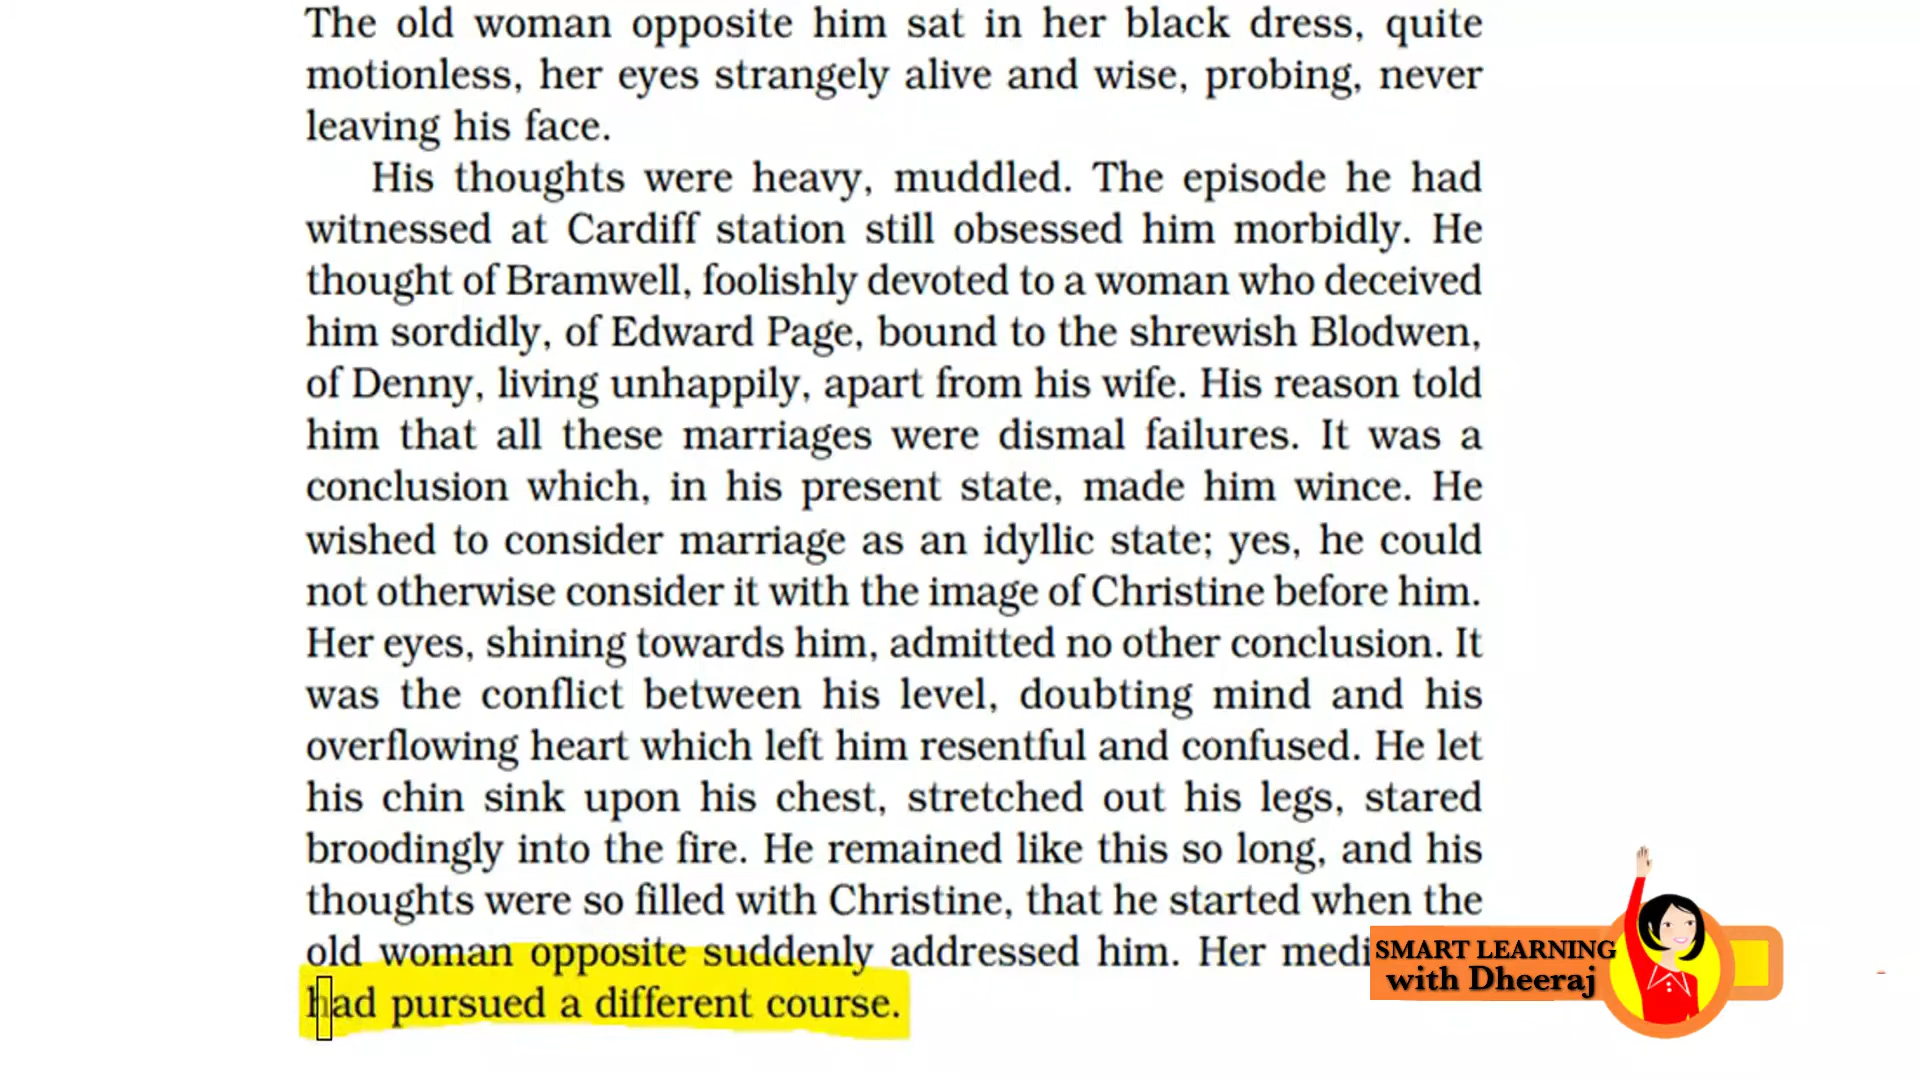 The old woman opposite him sat in her black dress, quite
motionless, her eyes strangely alive and wise, probing, never
leaving his face.
His thoughts were heavy, muddled. The episode he had
witnessed at Cardiff station still obsessed him morbidly. He
thought of Bramwell, foolishly devoted to a woman who deceived
him sordidly, of Edward Page, bound to the shrewish Blodwen,
of Denny, living unhappily, apart from his wife. His reason told
him that all these marriages were dismal failures. It was a
conclusion which, in his present state, made him wince. He
wished to consider marriage as an idyllic state; yes, he could
not otherwise consider it with the image of Christine before him.
Her eyes, shining towards him, admitted no other conclusion. It
was the conflict between his level, doubting mind and his
overflowing heart which left him resentful and confused. He let
his chin sink upon his chest, stretched out his legs, stared
broodingly into the fire. He remained like this so long, and his
thoughts were so filled with Christine, that he started when the
old woman opposite suddenly addressed him. Her
had pursued a different course.
SMART LEARNING
with Dheeraj